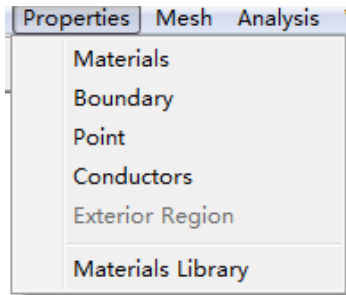 Properties Mesh Analysis
Materials
Boundary
Point
Conductors
Exterior Region
Materials Library